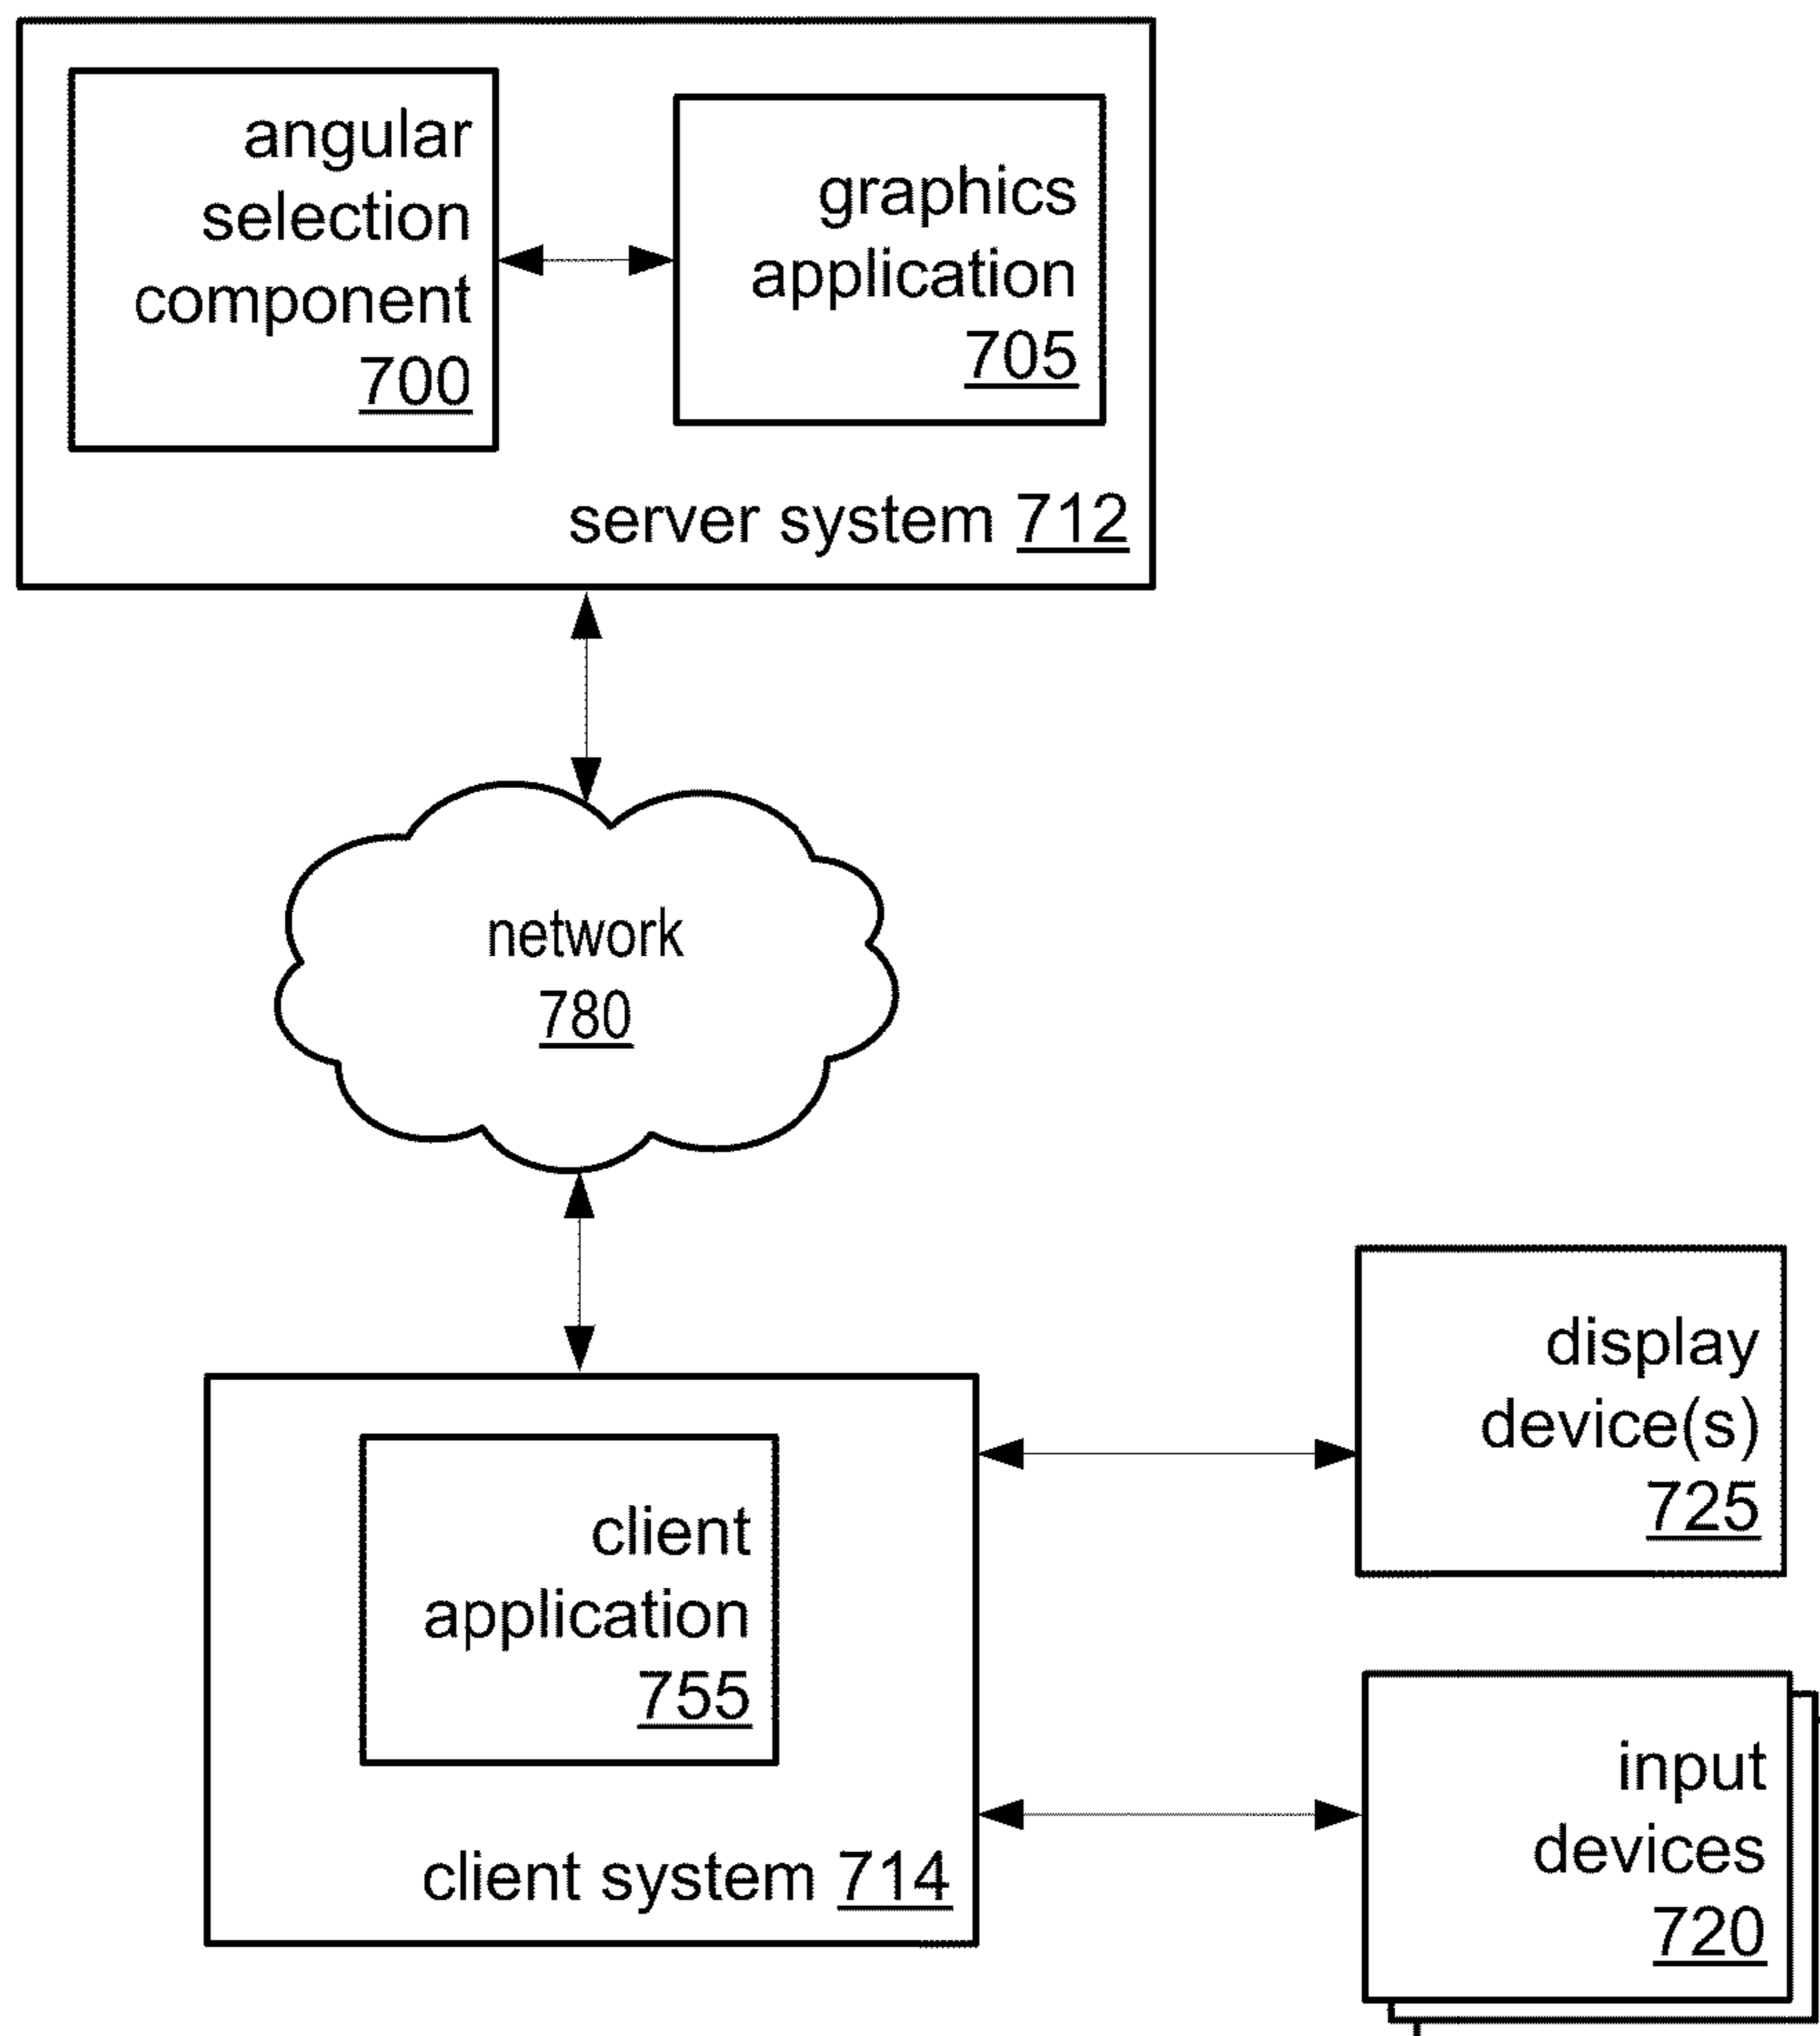 angular
selection
component
700
graphics
application
705
server system 712
network
780
display
device(s)
725
client
application
755
client system 714
input
devices
720